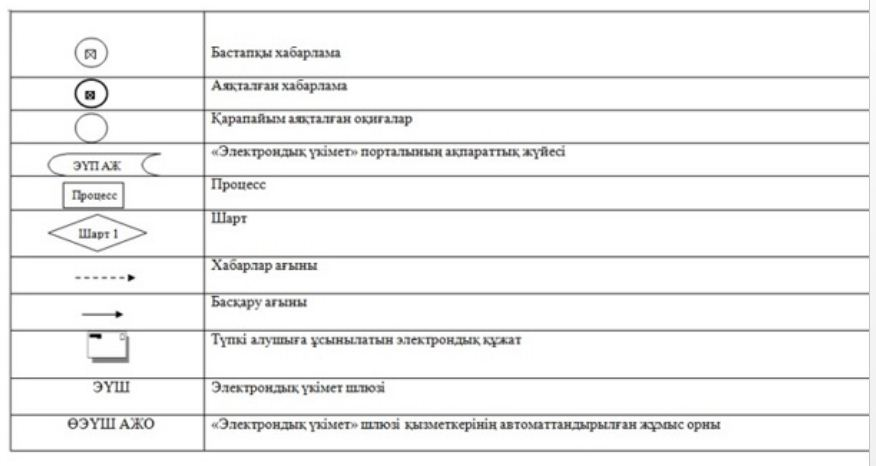 Бастапқы хабарлама
Аяқталған хабарлама
Қарапайым аяқталған оқиғалар
ЭҮП АЖ
«Электрондық үкімет» порталының ақпараттық жүйесі
Процесс
Процесс
Шарт 1
Шарт
Хабарлар ағыны
Басқару ағыны
Түпкі алушыға ұсынылатын электрондық құжат
ЭҮШ
Электрондық үкімет шлюзі
ӨЭҮШ АЖО
«Электрондық үкімет» шлюзі қызметкерінің автоматтандырылған жұмыс орны